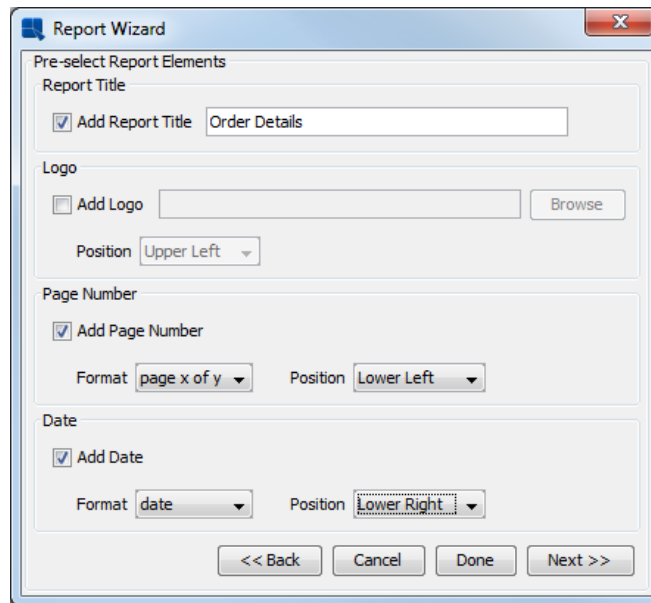 Report Wizard
Pre-select Report Elements
Report Title
Add Report Title Order Details
Logo
Add Logo Browse
Position Upper Left
Page Number
Add Page Number
Format page x of y Position Lower Left
Date
Add Date
Format date Position Lower Right
<< Back Cancel Done Next >>